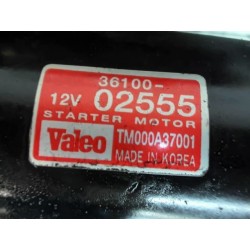 36100-
12V 02555
STARTER MOTOR
Valeo TM000A37001
MADE IN KOREA